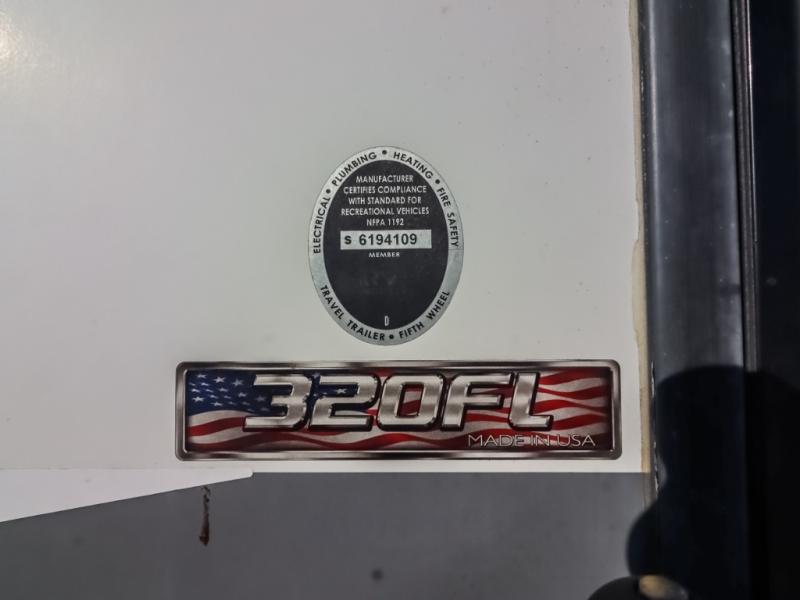 ELECTRICAL • PLUMBING • HEATING • FIRE SAFETY
MANUFACTURER
CERTIFIES COMPLIANCE
WITH STANDARD FOR
RECREATIONAL VEHICLES
NFPA 1192
S 6194109
MEMBER
D
TRAVEL TRAILER • FIFTH WHEEL
320FL
MADE IN USA